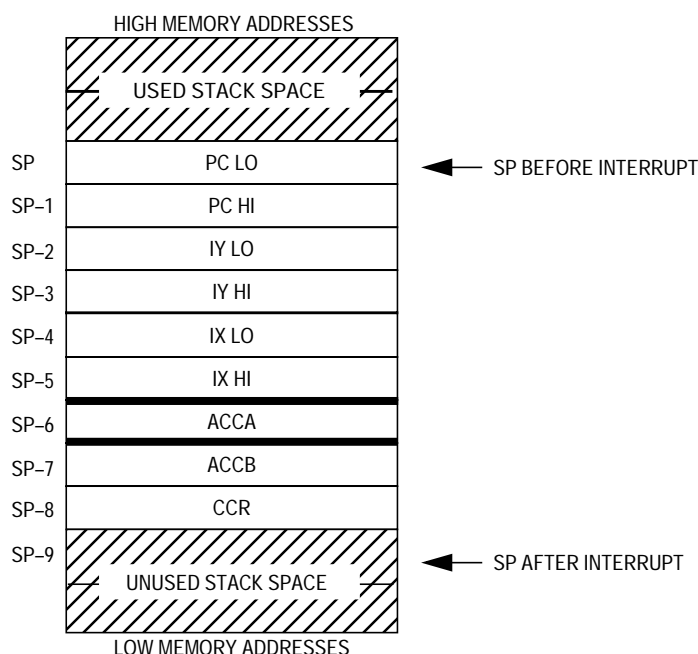 HIGH MEMORY ADDRESSES
USED STACK SPACE
SP PC LO SP BEFORE INTERRUPT
SP–1 PC HI
SP–2 IY LO
SP–3 IY HI
SP–4 IX LO
SP–5 IX HI
SP–6 ACCA
SP–7 ACCB
SP–8 CCR
SP–9 SP AFTER INTERRUPT
UNUSED STACK SPACE
LOW MEMORY ADDRESSES